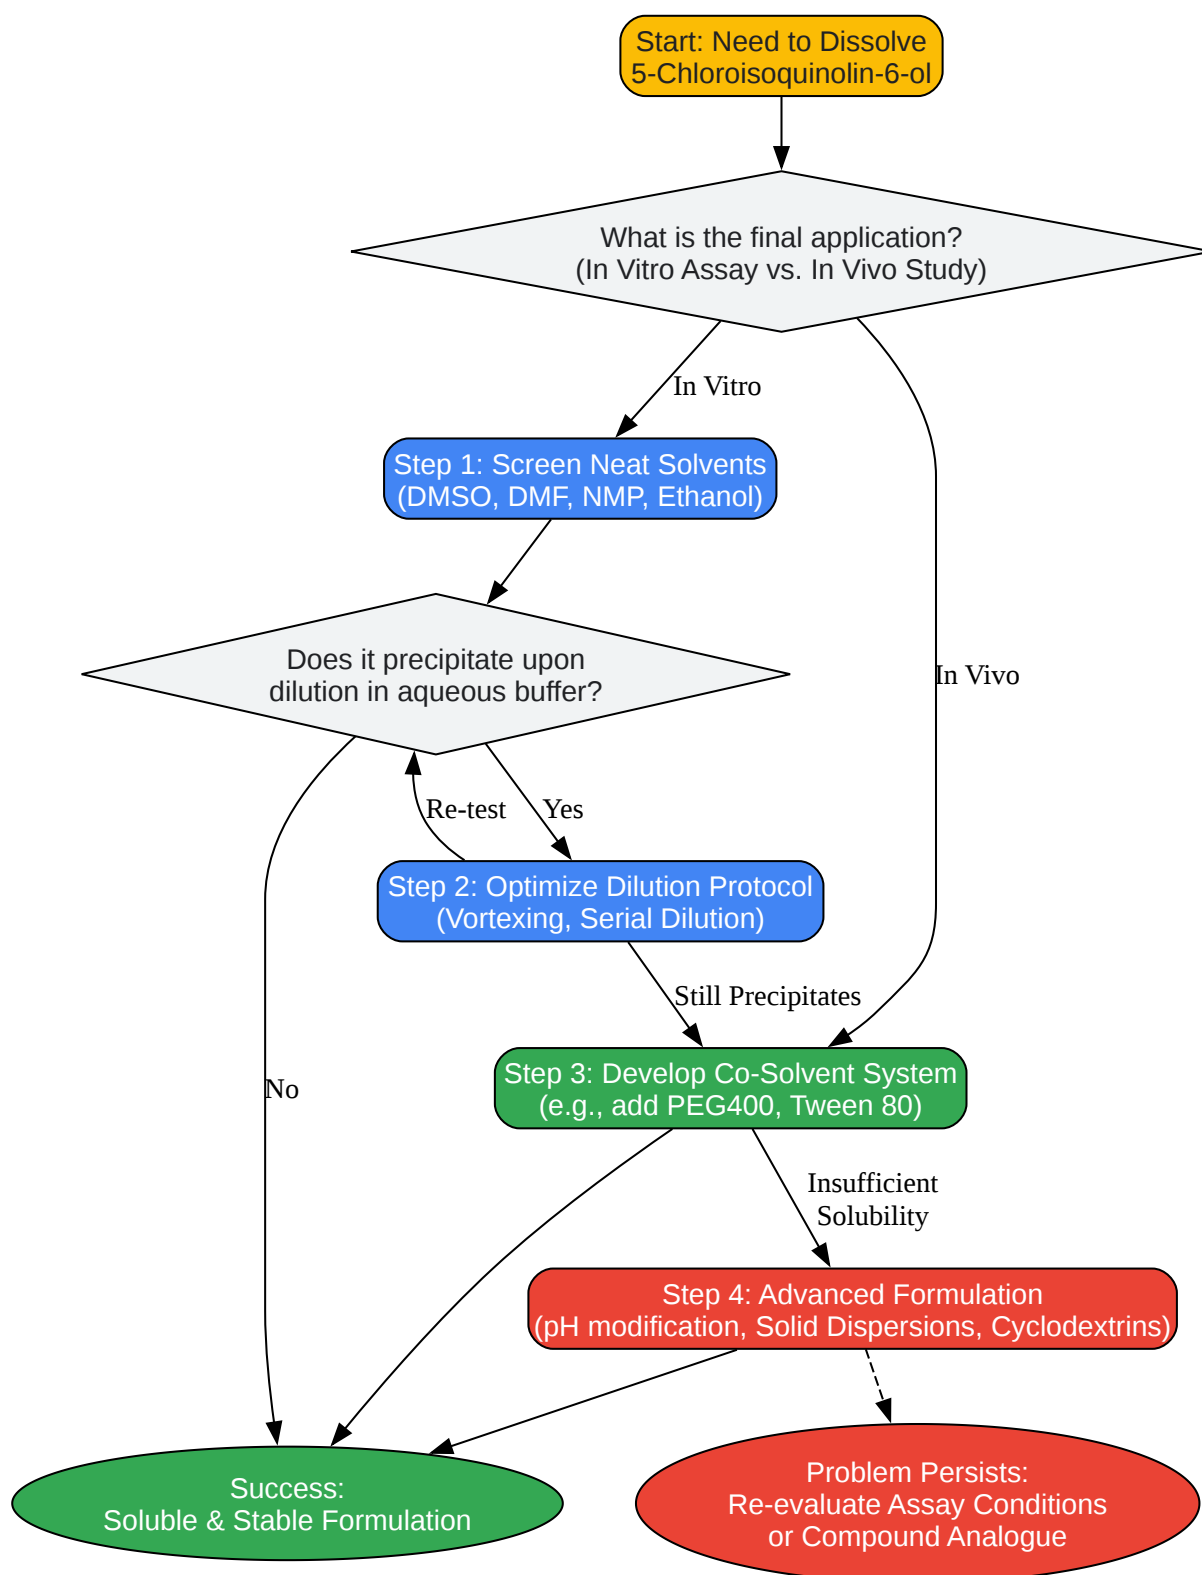 Start: Need to Dissolve
5-Chloroisoquinolin-6-ol
What is the final application?
(In Vitro Assay vs. In Vivo Study)
In Vitro
Step 1: Screen Neat Solvents
(DMSO, DMF, NMP, Ethanol)
Does it precipitate upon
dilution in aqueous buffer?
In Vivo
Re-test
Yes
Step 2: Optimize Dilution Protocol
(Vortexing, Serial Dilution)
Still Precipitates
Step 3: Develop Co-Solvent System
(e.g., add PEG400, Tween 80)
No
Insufficient
Solubility
Step 4: Advanced Formulation
(pH modification, Solid Dispersions, Cyclodextrins)
Success:
Soluble & Stable Formulation
Problem Persists:
Re-evaluate Assay Conditions
or Compound Analogue